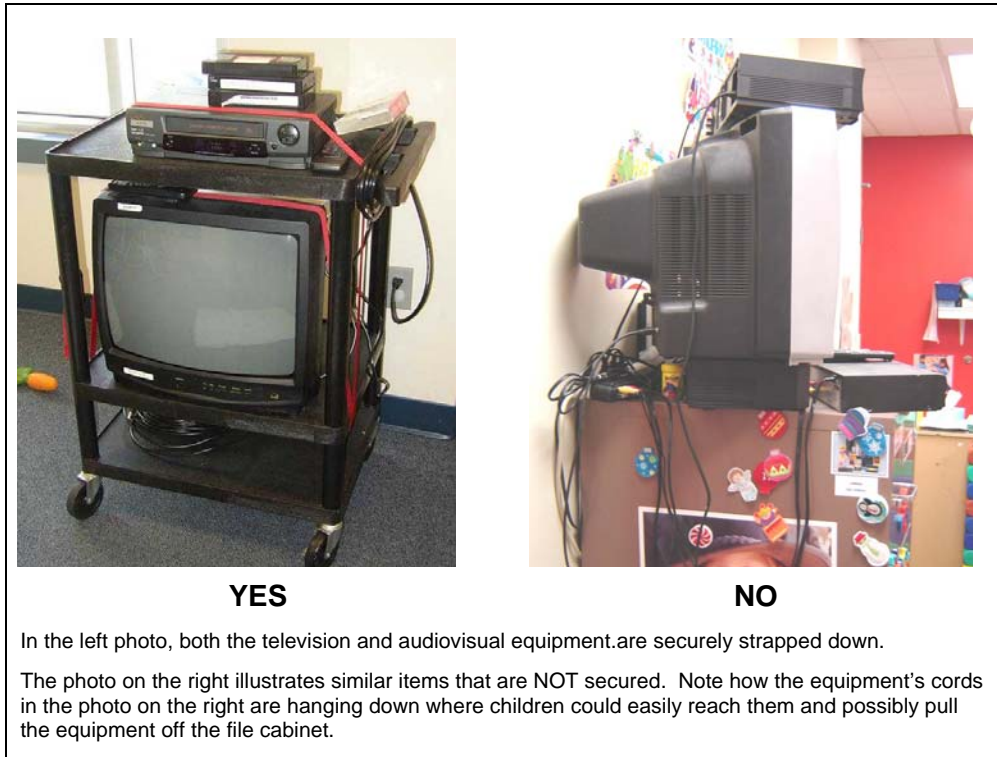 YES
NO
In the left photo, both the television and audiovisual equipment.are securely strapped down.
The photo on the right illustrates similar items that are NOT secured.  Note how the equipment's cords
in the photo on the right are hanging down where children could easily reach them and possibly pull
the equipment off the file cabinet.